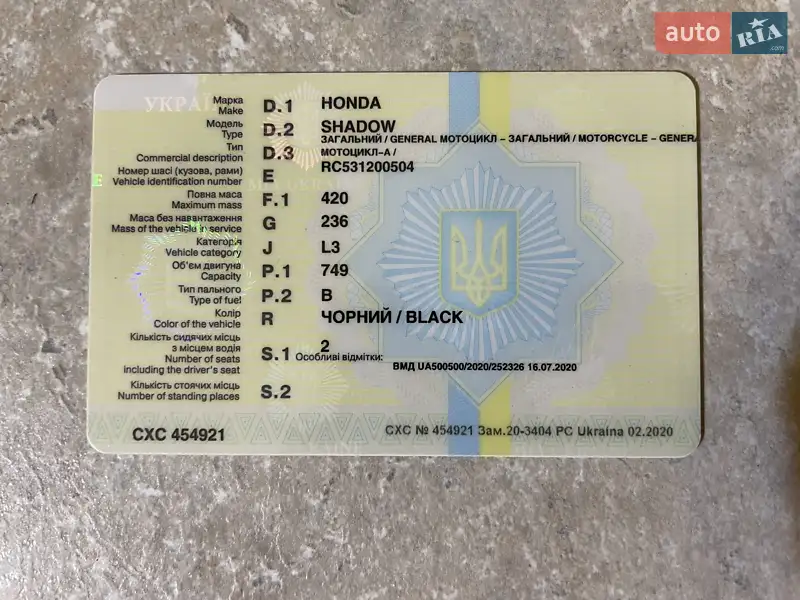 auto RIA .com
УКРАЇ
Марка
Make D.1 HONDA
Модель
Type D.2 SHADOW
ЗАГАЛЬНИЙ / GENERAL МОТОЦИКЛ – ЗАГАЛЬНИЙ / MOTORCYCLE – GENERA
Тип
Commercial description D.3 МОТОЦИКЛ-А /
Номер шасі (кузова, рами)
Vehicle identification number E RC531200504
Повна маса
Maximum mass F.1 420
Маса без навантаження
Mass of the vehicle in service G 236
Категорія
Vehicle category J L3
Об'єм двигуна
Capacity P.1 749
Тип пального
Type of fuel P.2 B
Колір
Color of the vehicle R ЧОРНИЙ / BLACK
Кількість сидячих місць
з місцем водія
Number of seats
including the driver's seat S.1 2
Особливі відмітки:
ВМД UA500500/2020/252326 16.07.2020
Кількість стоячих місць
Number of standing places S.2
СХС 454921
СХС № 454921 Зам.20-3404 РС Ukraina 02.2020